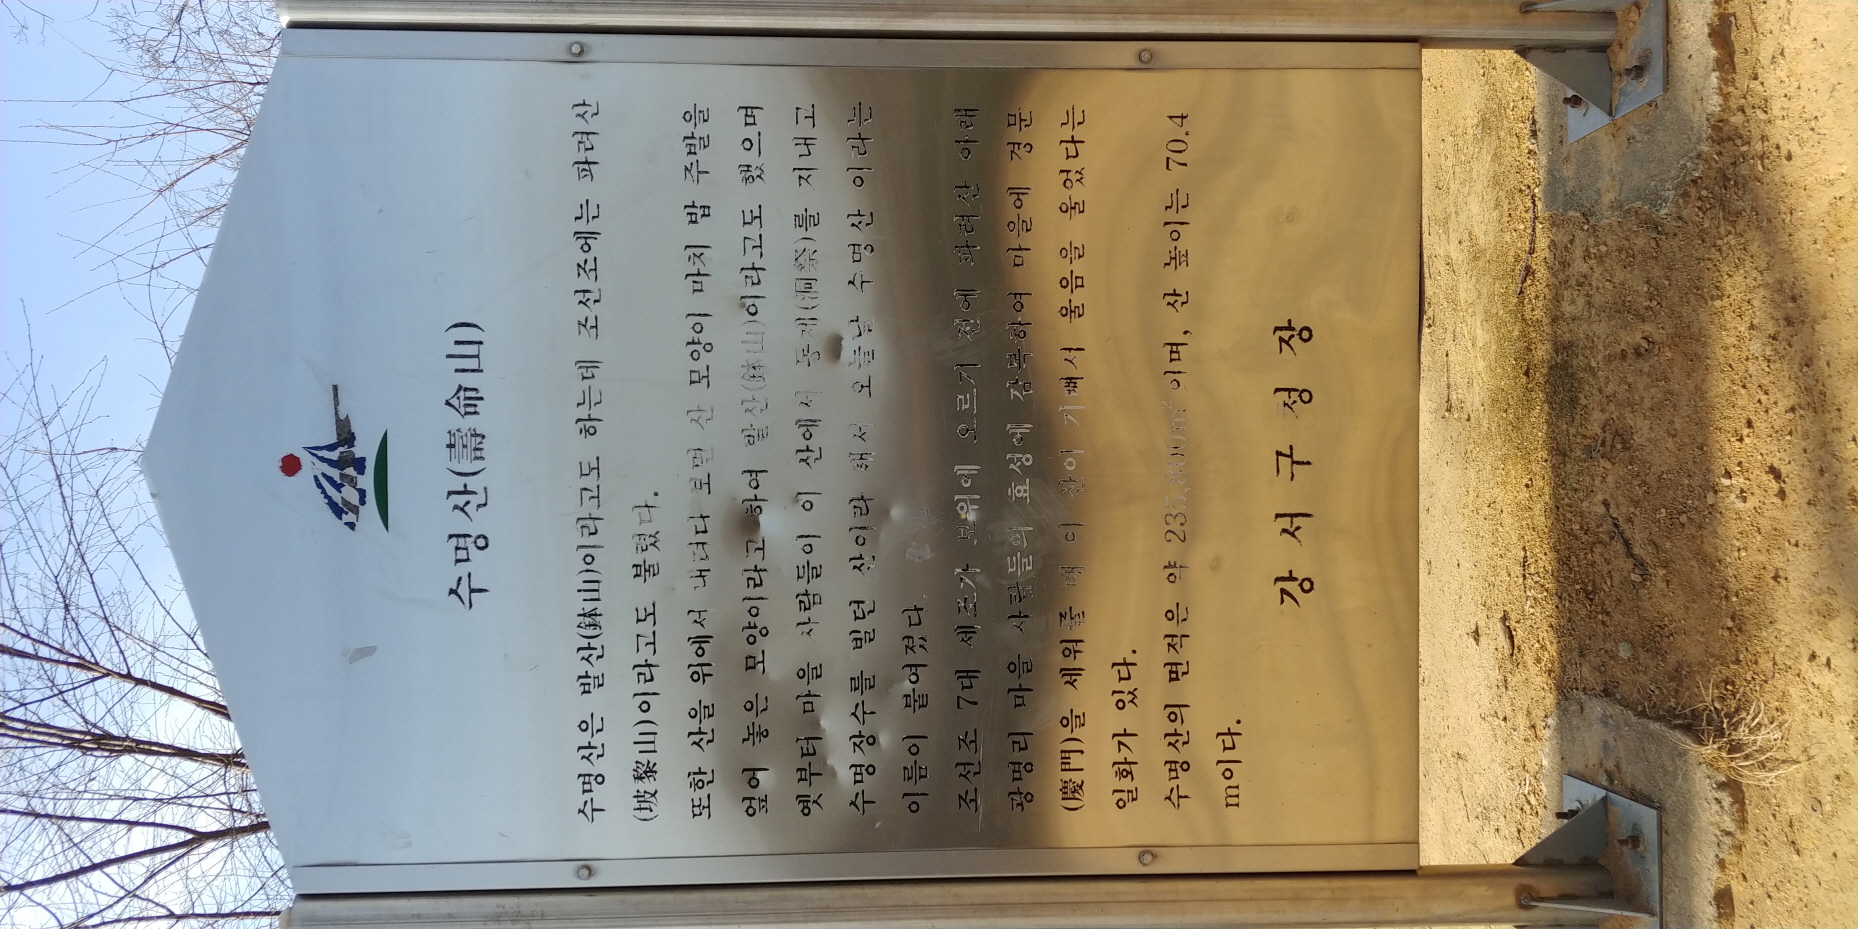 수명산(壽命山)
수명산은 발산(鉢山)이라고도 하는데 조선조에는 파려산
(坡黎山)이라고도 불렸다.
또한 산을 위에서 내려다 보면 산 모양이 마치 밥 주발을
엎어 놓은 모양이라고 하여 발산(鉢山)이라고도 했으며
옛부터 마을 사람들이 이 산에서 동제(洞祭)를 지내고
수명장수를 빌던 산이라 해서 오늘날 수명산 이라는
이름이 붙여졌다.
조선조 7대 세조가 보위에 오르기 전에 파려산 아래
광명리 마을 사람들의 효성에 감복하여 마을에 경문
(慶門)을 세워 줄 때 이 산이 기뻐서 울음을 울었다는
일화가 있다.
수명산의 면적은 약 235,800㎡ 이며, 산 높이는 70.4
m이다.
강 서 구 청 장